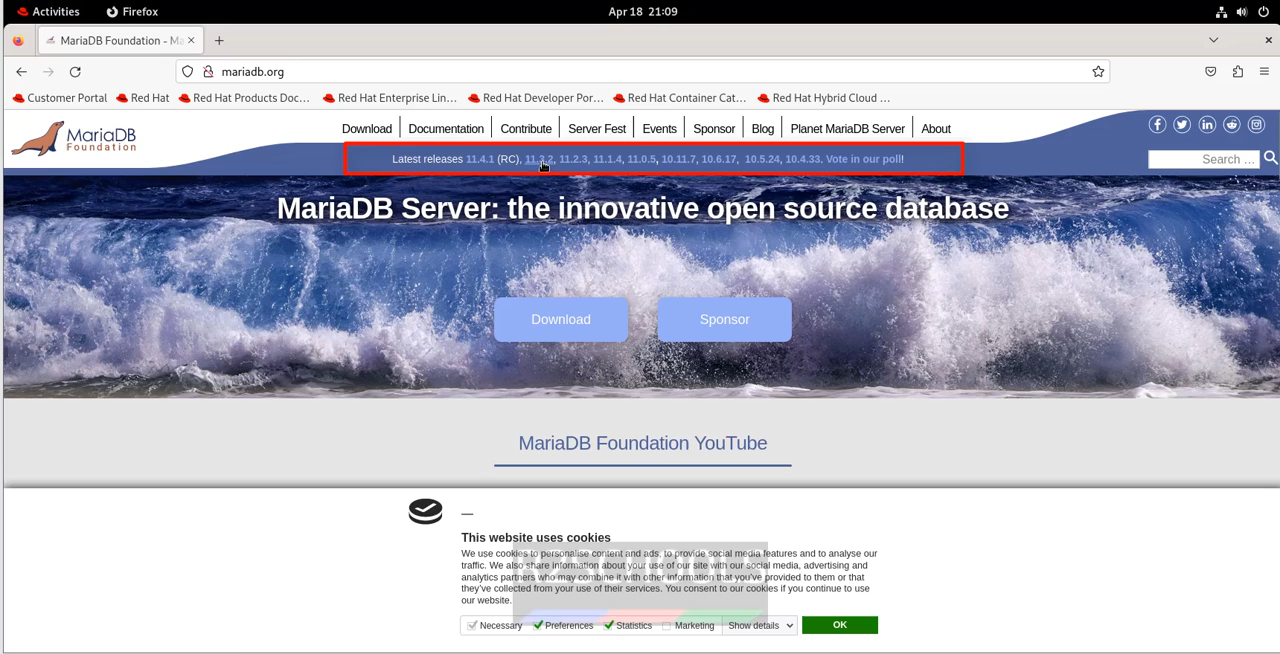 Activities Firefox Apr 18 21:09
MariaDB Foundation - Ma
mariadb.org
Customer Portal Red Hat Red Hat Products Doc... Red Hat Enterprise Lin... Red Hat Developer Por... Red Hat Container Cat... Red Hat Hybrid Cloud ...
MariaDB
Foundation
Download Documentation Contribute Server Fest Events Sponsor Blog Planet MariaDB Server About
Latest releases 11.4.1 (RC), 11.3.2, 11.2.3, 11.1.4, 11.0.5, 10.11.7, 10.6.17, 10.5.24, 10.4.33. Vote in our poll!
Search ...
MariaDB Server: the innovative open source database
Download Sponsor
MariaDB Foundation YouTube
This website uses cookies
We use cookies to personalise content and ads, to provide social media features and to analyse our
traffic. We also share information about your use of our site with our social media, advertising and
analytics partners who may combine it with other information that you've provided to them or that
they've collected from your use of their services. You consent to our cookies if you continue to use
our website.
Necessary Preferences Statistics Marketing Show details OK